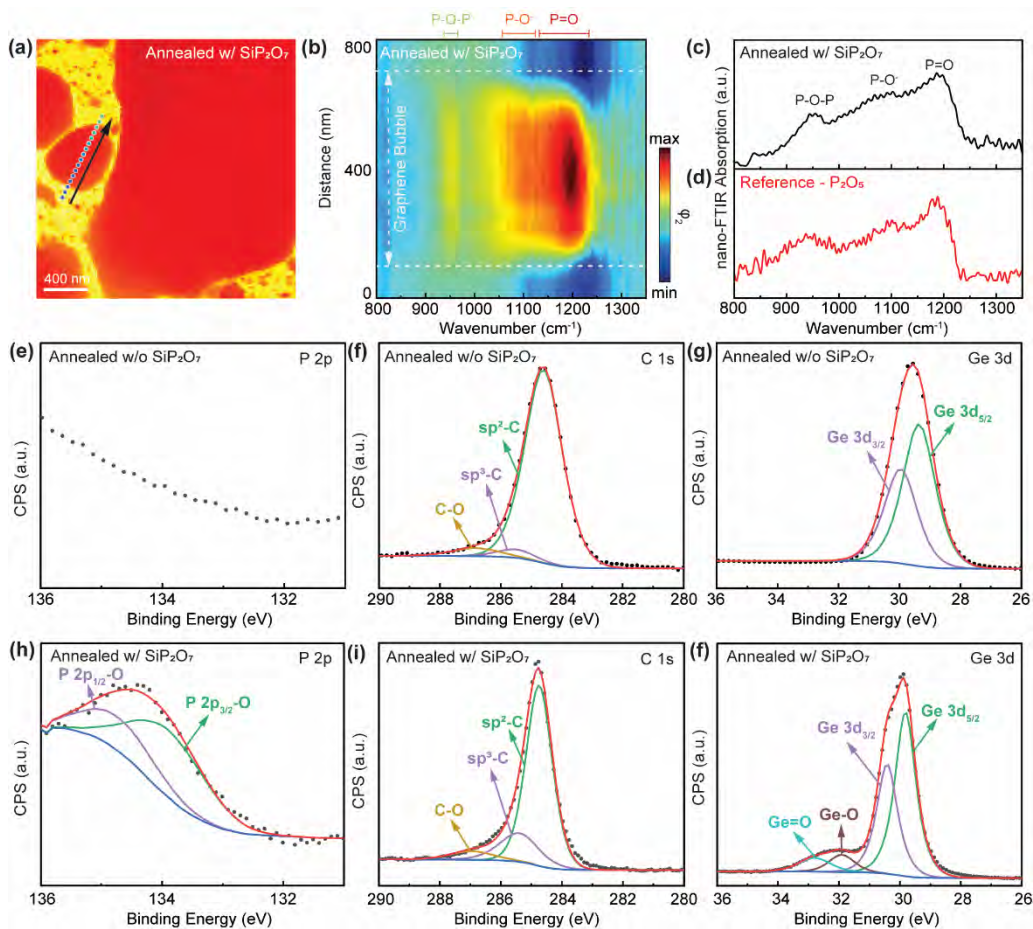 P-O-P P-O⁻ P=O
(a) Annealed w/ SiP₂O₇
400 nm
(b) Annealed w/ SiP₂O₇
800
600
400
200
0
Distance (nm)
Graphene Bubble
800 900 1000 1100 1200 1300
Wavenumber (cm⁻¹)
max
φ₂
min
(c) Annealed w/ SiP₂O₇
P-O-P
P-O⁻
P=O
(d) Reference - P₂O₅
nano-FTIR Absorption (a.u.)
800 900 1000 1100 1200 1300
Wavenumber (cm⁻¹)
(e) Annealed w/o SiP₂O₇ P 2p
CPS (a.u.)
136 134 132
Binding Energy (eV)
(f) Annealed w/o SiP₂O₇ C 1s
sp²-C
sp³-C
C-O
CPS (a.u.)
290 288 286 284 282 280
Binding Energy (eV)
(g) Annealed w/o SiP₂O₇ Ge 3d
Ge 3d₅/₂
Ge 3d₃/₂
CPS (a.u.)
36 34 32 30 28 26
Binding Energy (eV)
(h) Annealed w/ SiP₂O₇ P 2p
P 2p₁/₂-O
P 2p₃/₂-O
CPS (a.u.)
136 134 132
Binding Energy (eV)
(i) Annealed w/ SiP₂O₇ C 1s
sp²-C
sp³-C
C-O
CPS (a.u.)
290 288 286 284 282 280
Binding Energy (eV)
(f) Annealed w/ SiP₂O₇ Ge 3d
Ge 3d₅/₂
Ge 3d₃/₂
Ge-O
Ge=O
CPS (a.u.)
36 34 32 30 28 26
Binding Energy (eV)